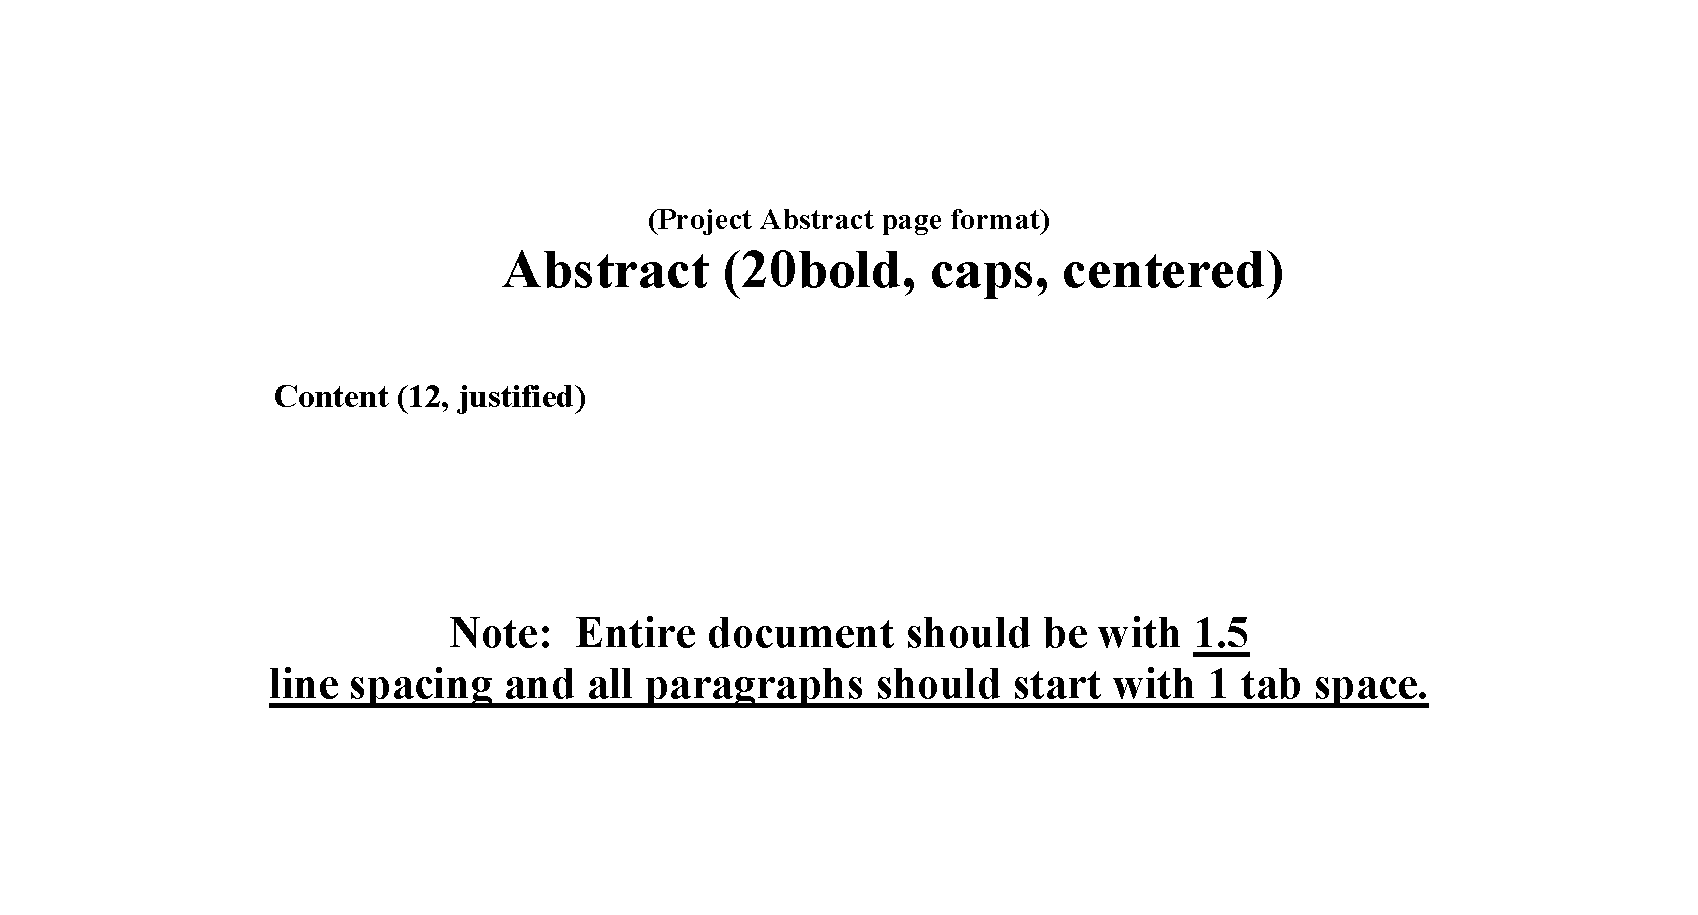 (Project Abstract page format)
Abstract (20bold, caps, centered)
Content (12, justified)
Note:  Entire document should be with 1.5
line spacing and all paragraphs should start with 1 tab space.